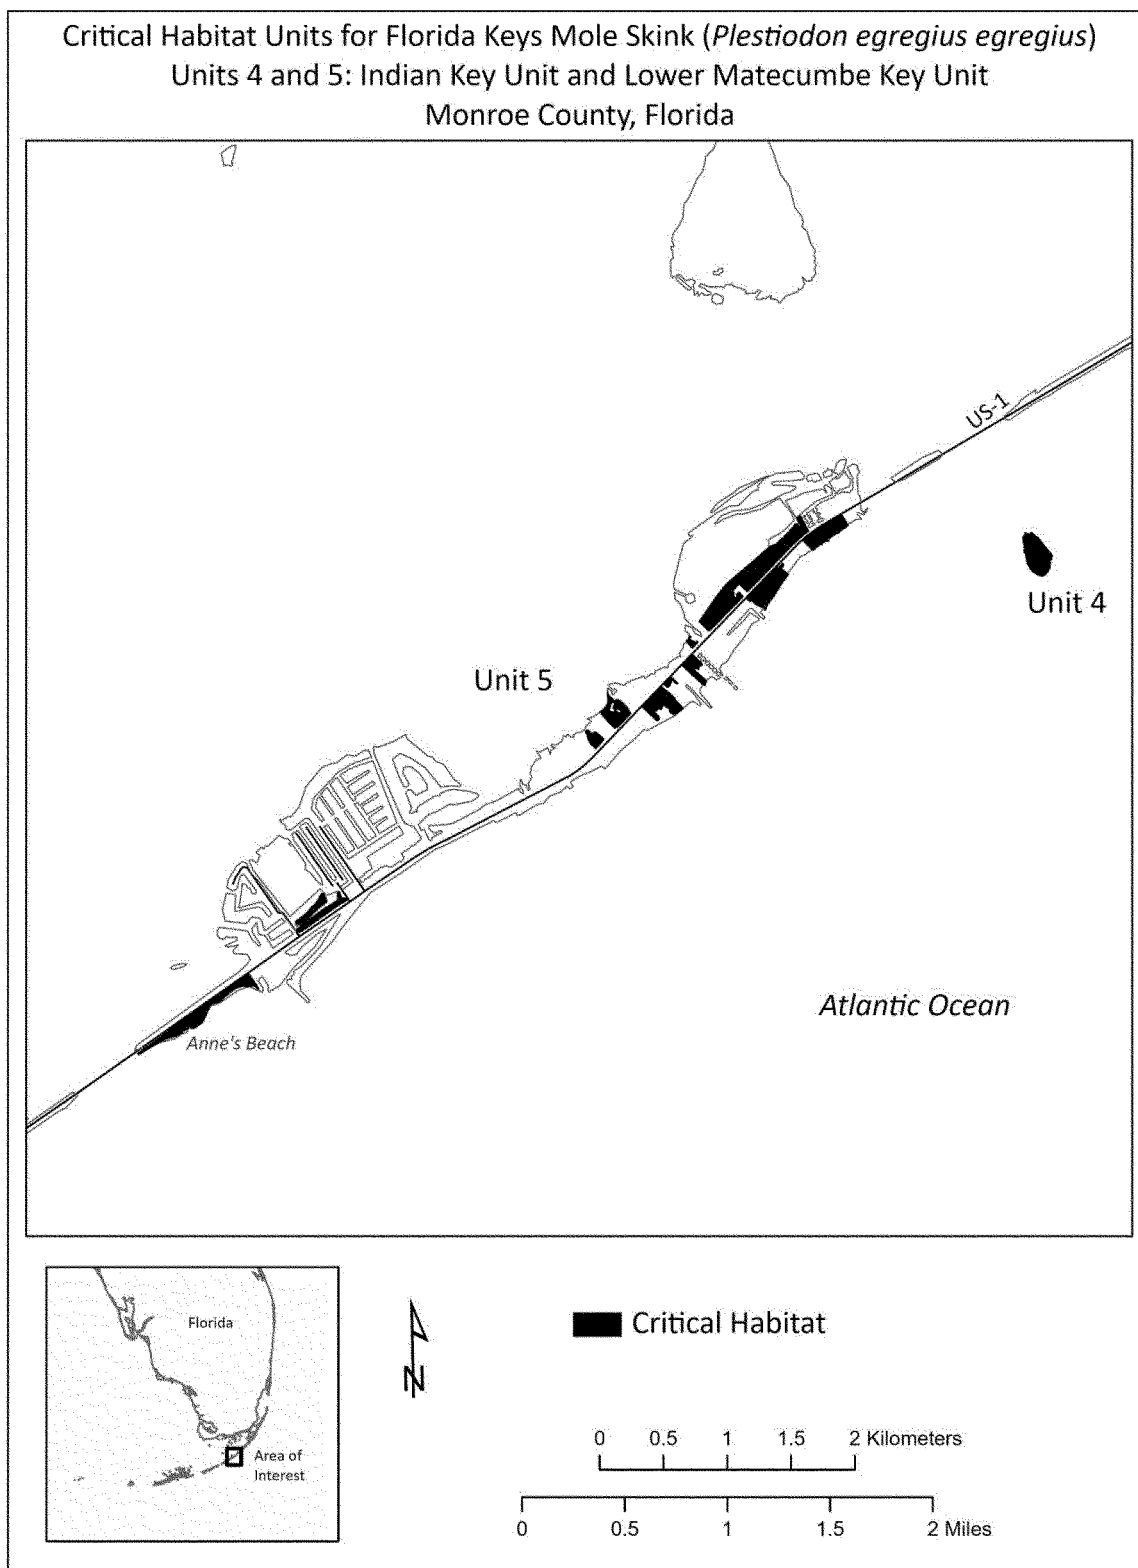 Critical Habitat Units for Florida Keys Mole Skink (Plestiodon egregius egregius)
Units 4 and 5: Indian Key Unit and Lower Matecumbe Key Unit
Monroe County, Florida
US-1
Unit 4
Unit 5
Atlantic Ocean
Anne's Beach
Florida
Area of
Interest
N
Critical Habitat
0 0.5 1 1.5 2 Kilometers
0 0.5 1 1.5 2 Miles